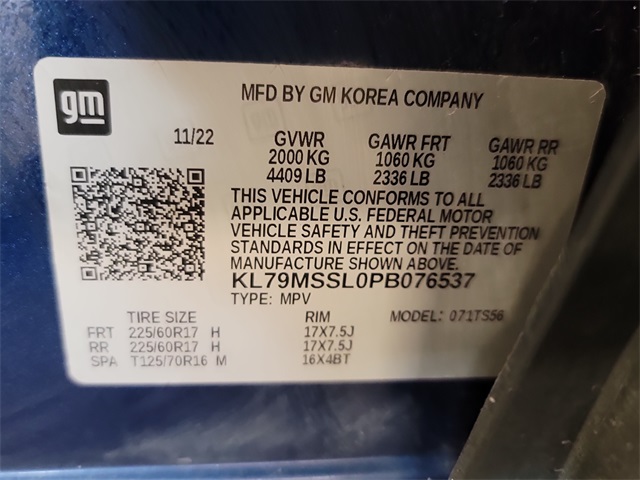 gm
MFD BY GM KOREA COMPANY
11/22 GVWR GAWR FRT GAWR RR
2000 KG 1060 KG 1060 KG
4409 LB 2336 LB 2336 LB
THIS VEHICLE CONFORMS TO ALL
APPLICABLE U.S. FEDERAL MOTOR
VEHICLE SAFETY AND THEFT PREVENTION
STANDARDS IN EFFECT ON THE DATE OF
MANUFACTURE SHOWN ABOVE.
KL79MSSL0PB076537
TYPE: MPV
TIRE SIZE RIM MODEL: 071TS56
FRT 225/60R17 H 17X7.5J
RR 225/60R17 H 17X7.5J
SPA T125/70R16 M 16X4BT